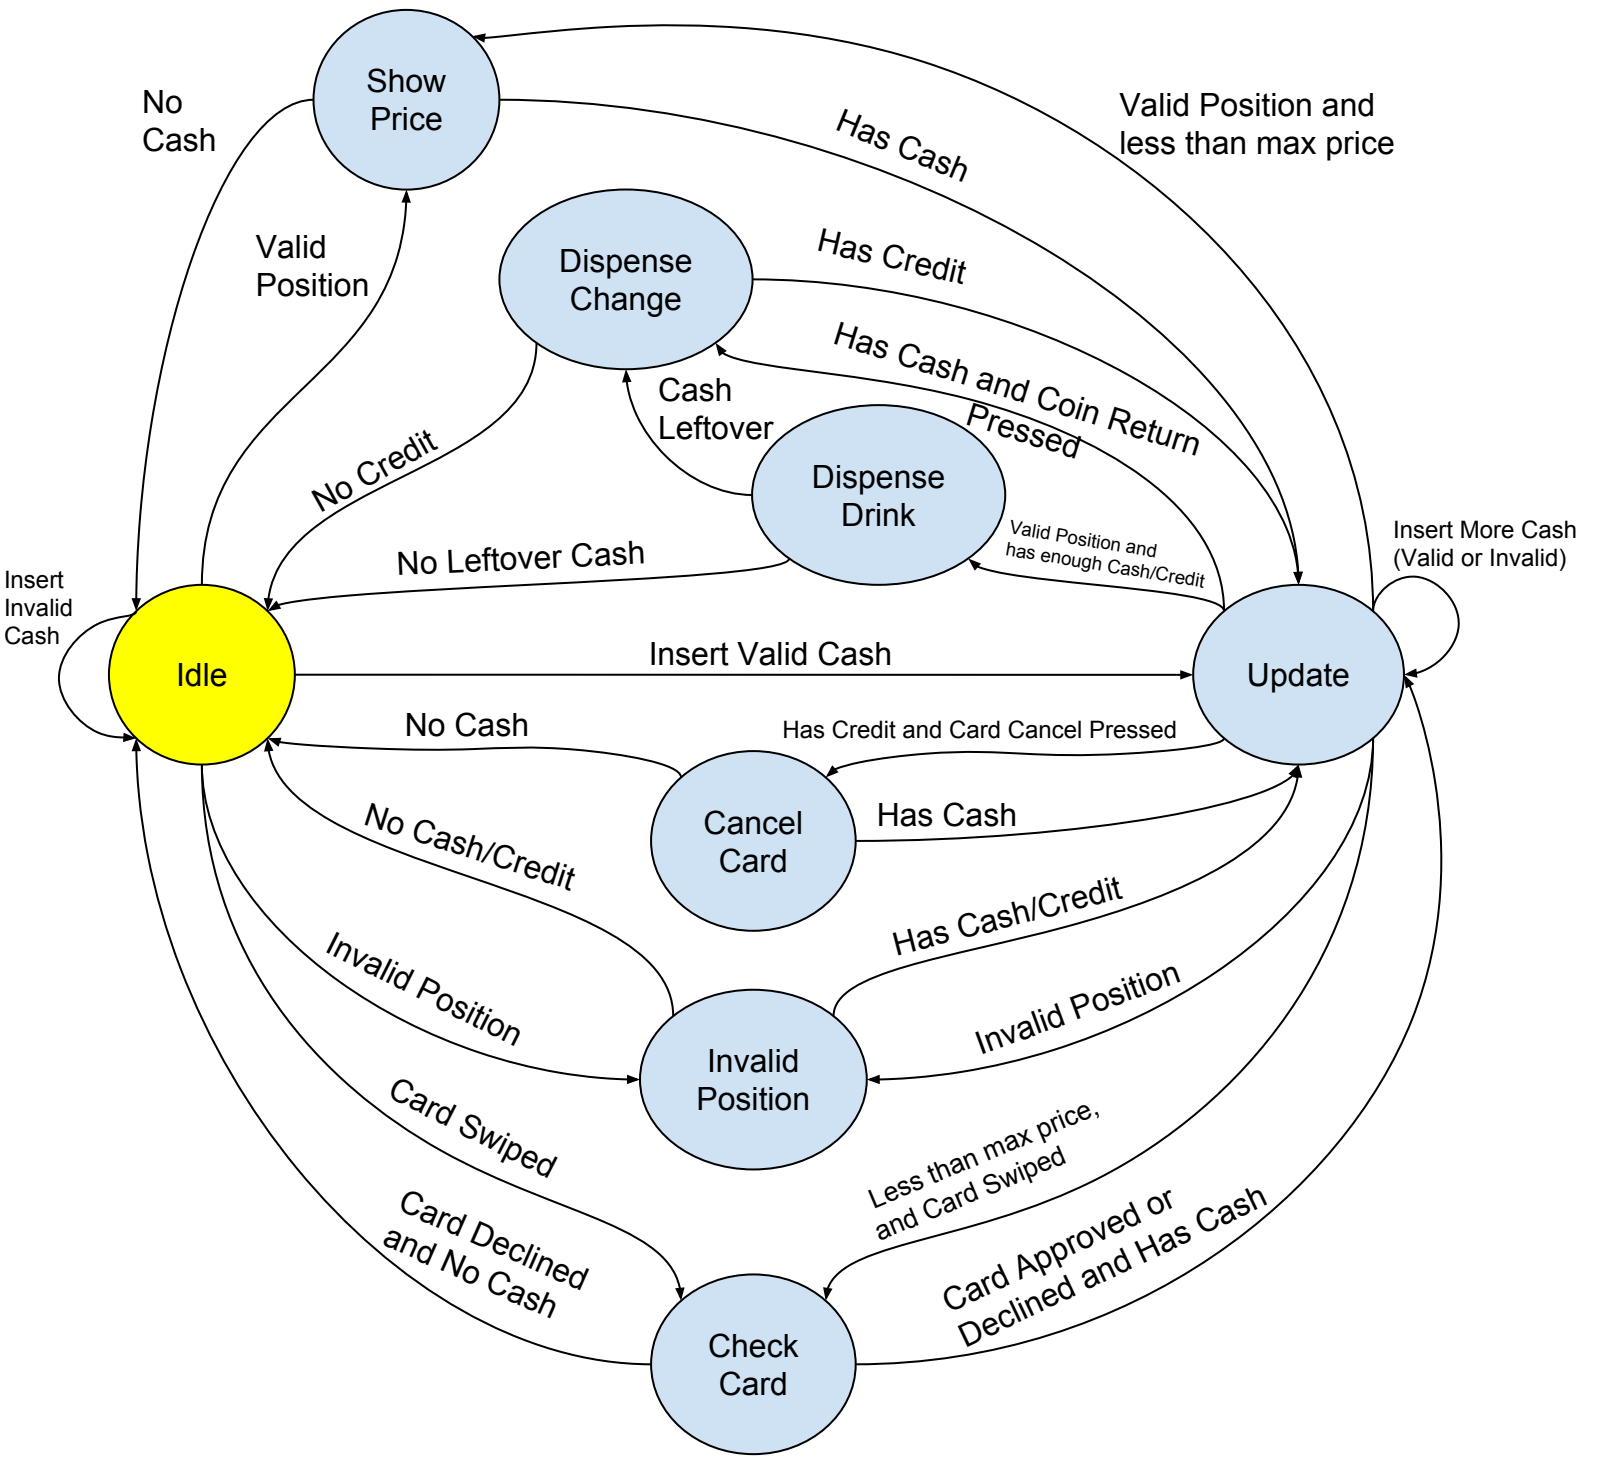 Show
Price
No
Cash
Valid Position and
less than max price
Has Cash
Valid
Position
Dispense
Change
Has Credit
Has Cash and Coin Return
Pressed
Cash
Leftover
No Credit
Dispense
Drink
Valid Position and
has enough Cash/Credit
Insert More Cash
(Valid or Invalid)
No Leftover Cash
Insert
Invalid
Cash
Idle
Insert Valid Cash
Update
No Cash
Has Credit and Card Cancel Pressed
Cancel
Card
Has Cash
No Cash/Credit
Has Cash/Credit
Invalid Position
Invalid Position
Invalid
Position
Card Swiped
Less than max price,
and Card Swiped
Card Declined
and No Cash
Card Approved or
Declined and Has Cash
Check
Card